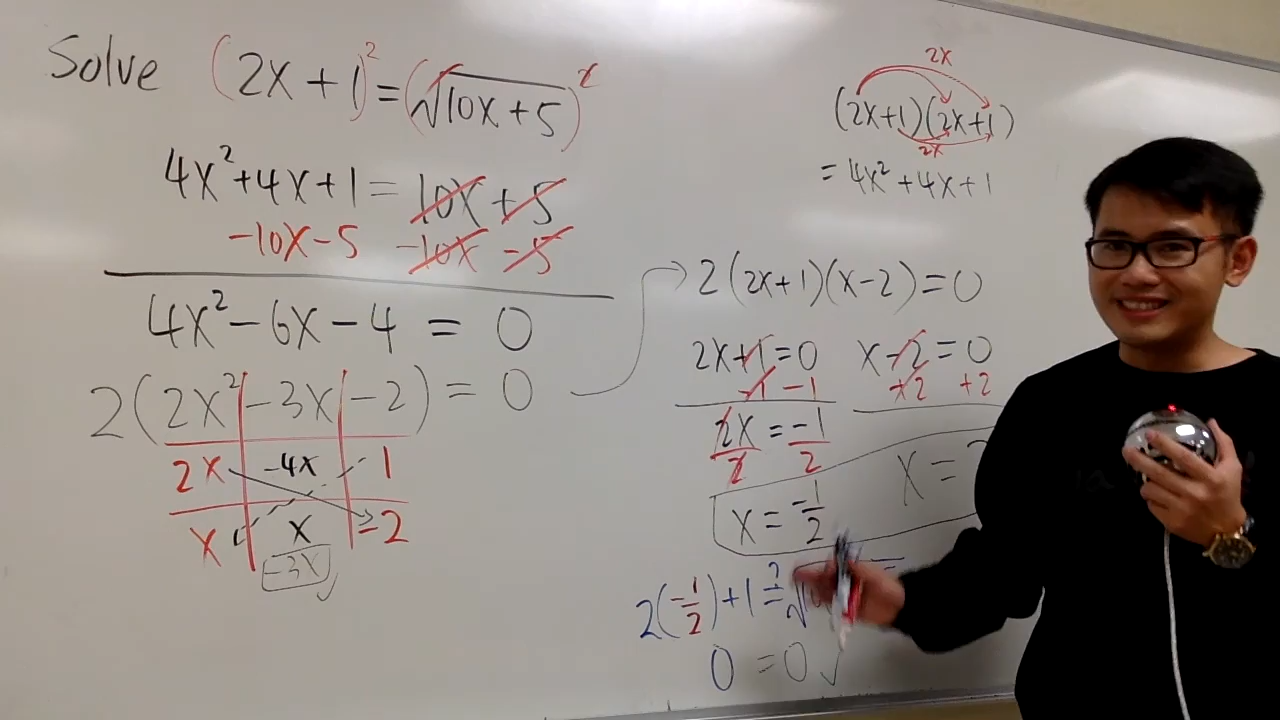 Solve (2x+1)² = (√(10x+5))²
4x²+4x+1 = 10x+5
-10x-5 -10x -5
4x²-6x-4 = 0
2(2x²-3x-2) = 0
2x -4x 1
x x -2
-3x ✓
2x
(2x+1)(2x+1)
2x
= 4x²+4x+1
2(2x+1)(x-2)=0
2x+1=0 x-2=0
-1 -1 +2 +2
2x/2 = -1/2 x =
x = -1/2
2(-1/2)+1 ≟ √
0 = 0 ✓